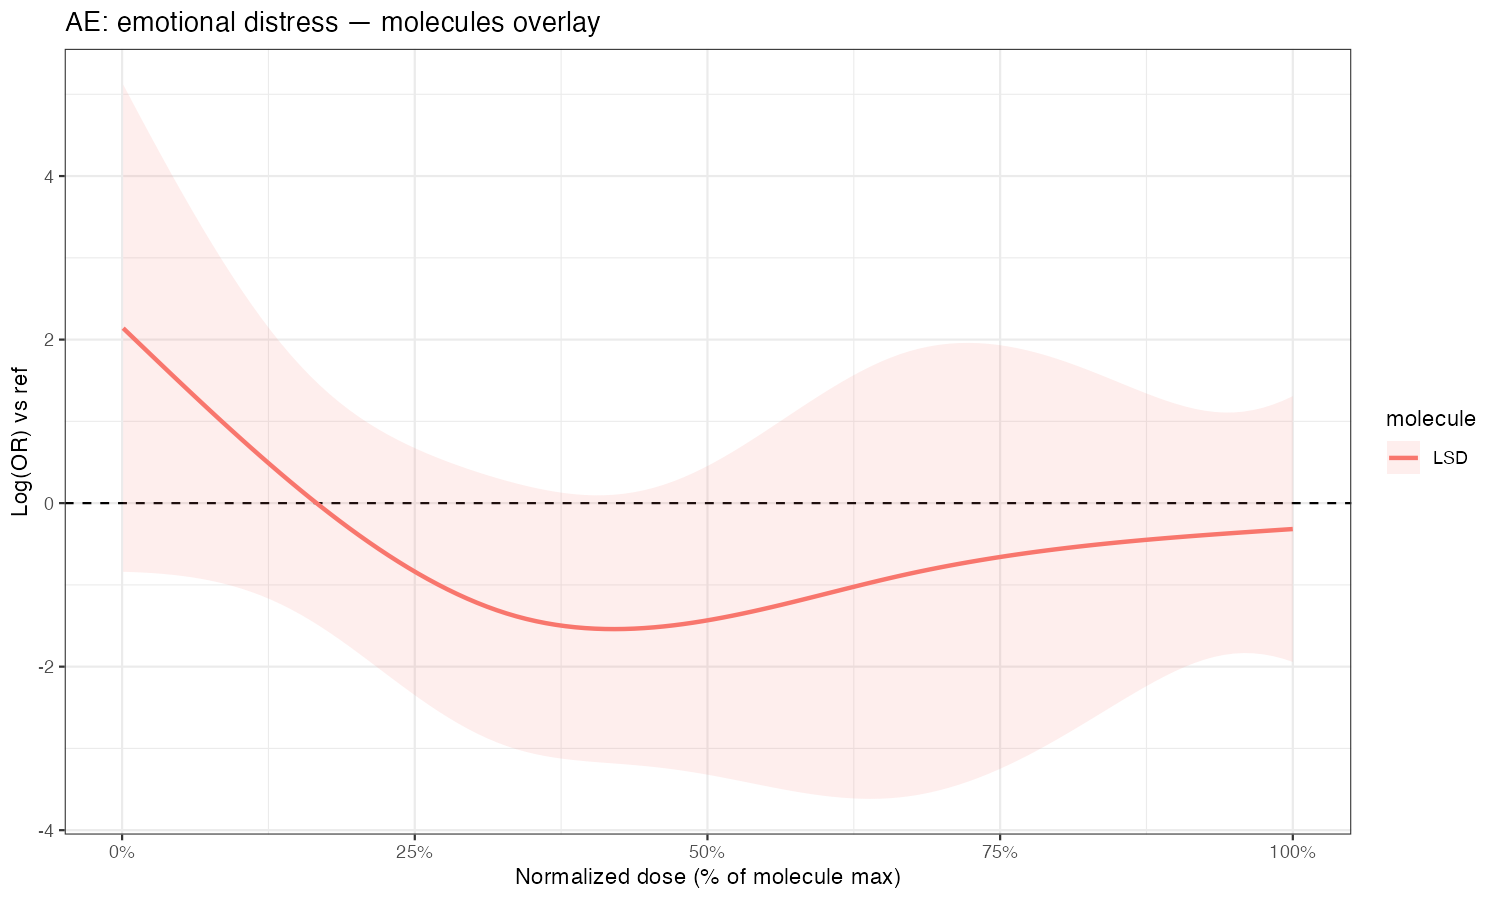 AE: emotional distress — molecules overlay
Log(OR) vs ref
4
2
0
-2
-4
0%
25%
50%
75%
100%
Normalized dose (% of molecule max)
molecule
LSD